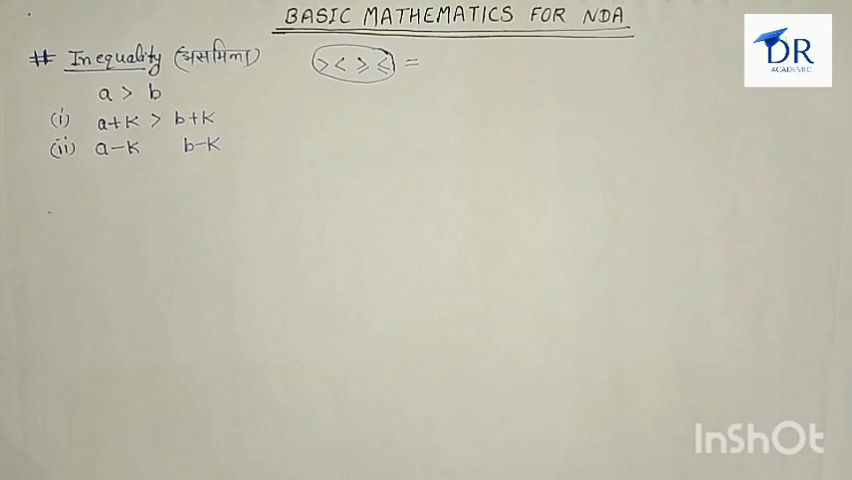 BASIC MATHEMATICS FOR NDA
# Inequality (असमिका) > < ⩾ ⩽ =
a > b
(i) a+K > b+K
(ii) a-K b-K
DR
ACADEMIC
InShOt